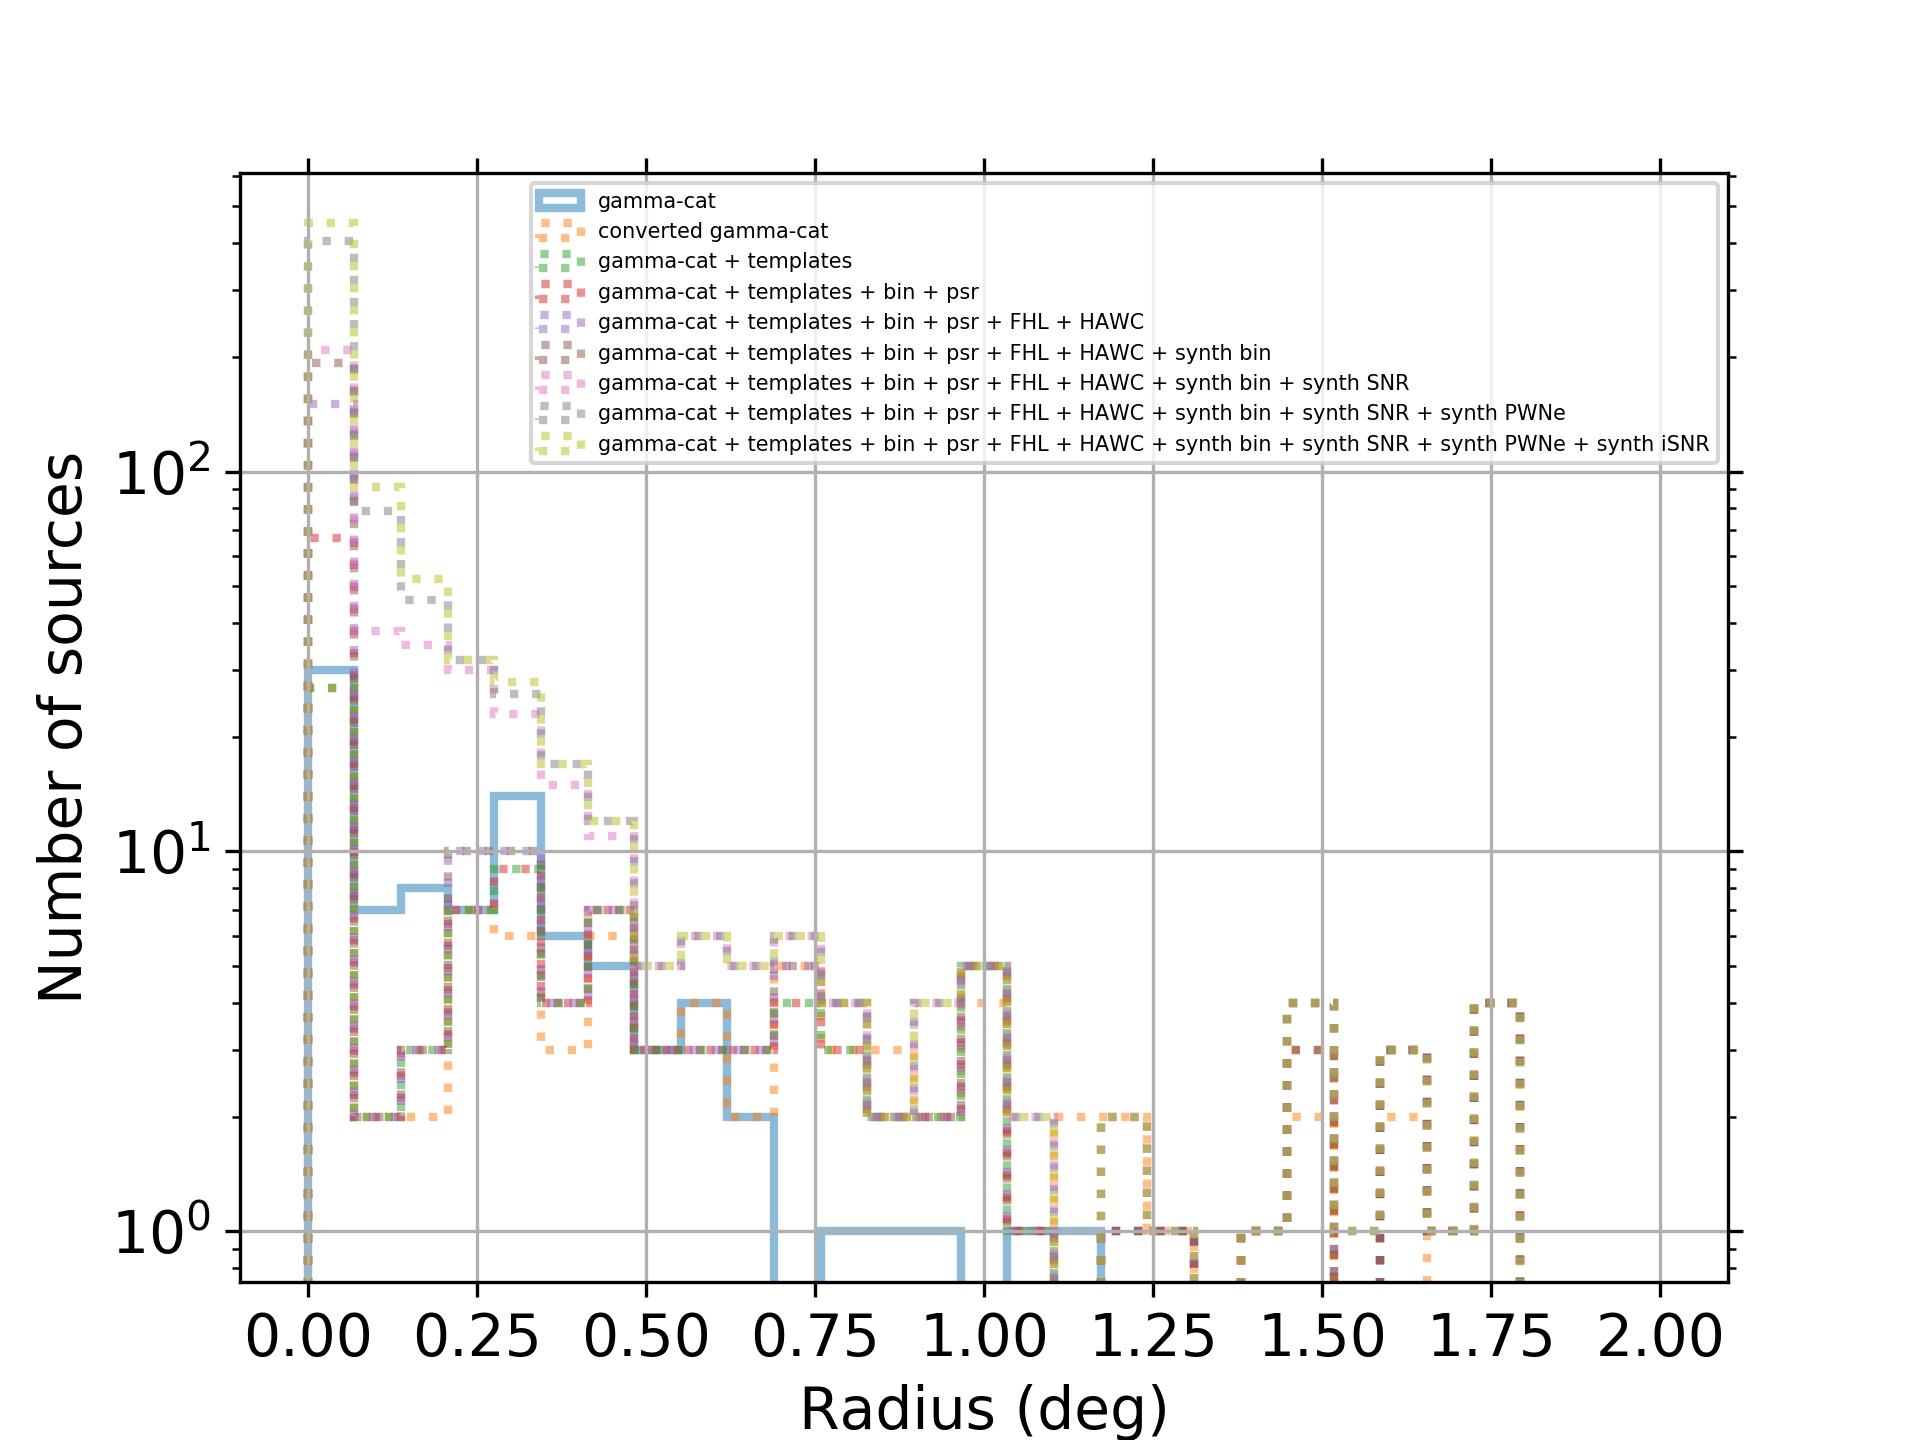 gamma-cat
converted gamma-cat
gamma-cat + templates
gamma-cat + templates + bin + psr
gamma-cat + templates + bin + psr + FHL + HAWC
gamma-cat + templates + bin + psr + FHL + HAWC + synth bin
gamma-cat + templates + bin + psr + FHL + HAWC + synth bin + synth SNR
gamma-cat + templates + bin + psr + FHL + HAWC + synth bin + synth SNR + synth PWNe
gamma-cat + templates + bin + psr + FHL + HAWC + synth bin + synth SNR + synth PWNe + synth iSNR
10²
10¹
10⁰
Number of sources
0.00 0.25 0.50 0.75 1.00 1.25 1.50 1.75 2.00
Radius (deg)